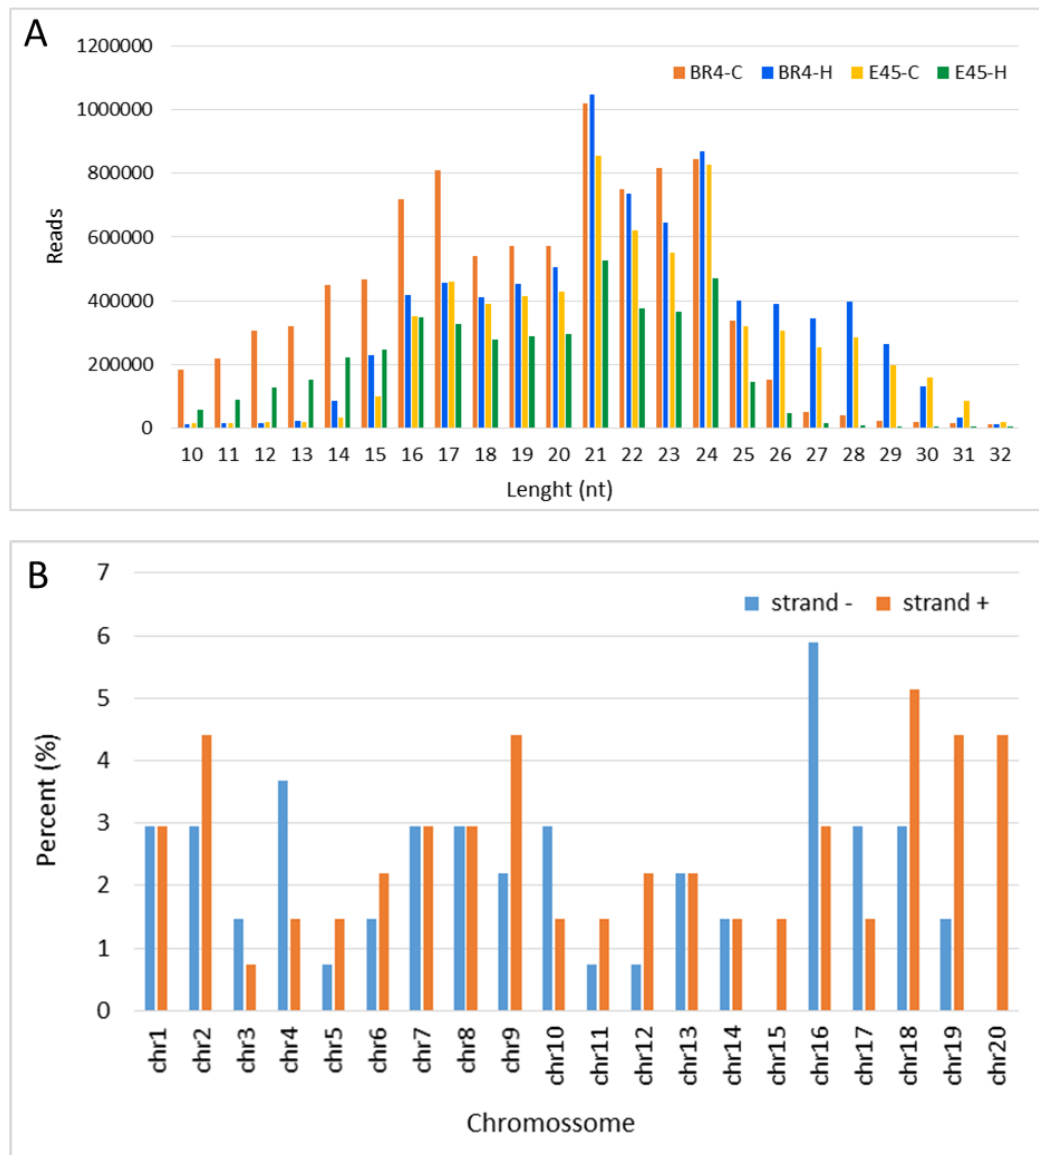 A
1200000
BR4-C BR4-H E45-C E45-H
1000000
800000
Reads
600000
400000
200000
0
10 11 12 13 14 15 16 17 18 19 20 21 22 23 24 25 26 27 28 29 30 31 32
Lenght (nt)
B
7
strand - strand +
6
5
4
Percent (%)
3
2
1
0
chr1 chr2 chr3 chr4 chr5 chr6 chr7 chr8 chr9 chr10 chr11 chr12 chr13 chr14 chr15 chr16 chr17 chr18 chr19 chr20
Chromossome